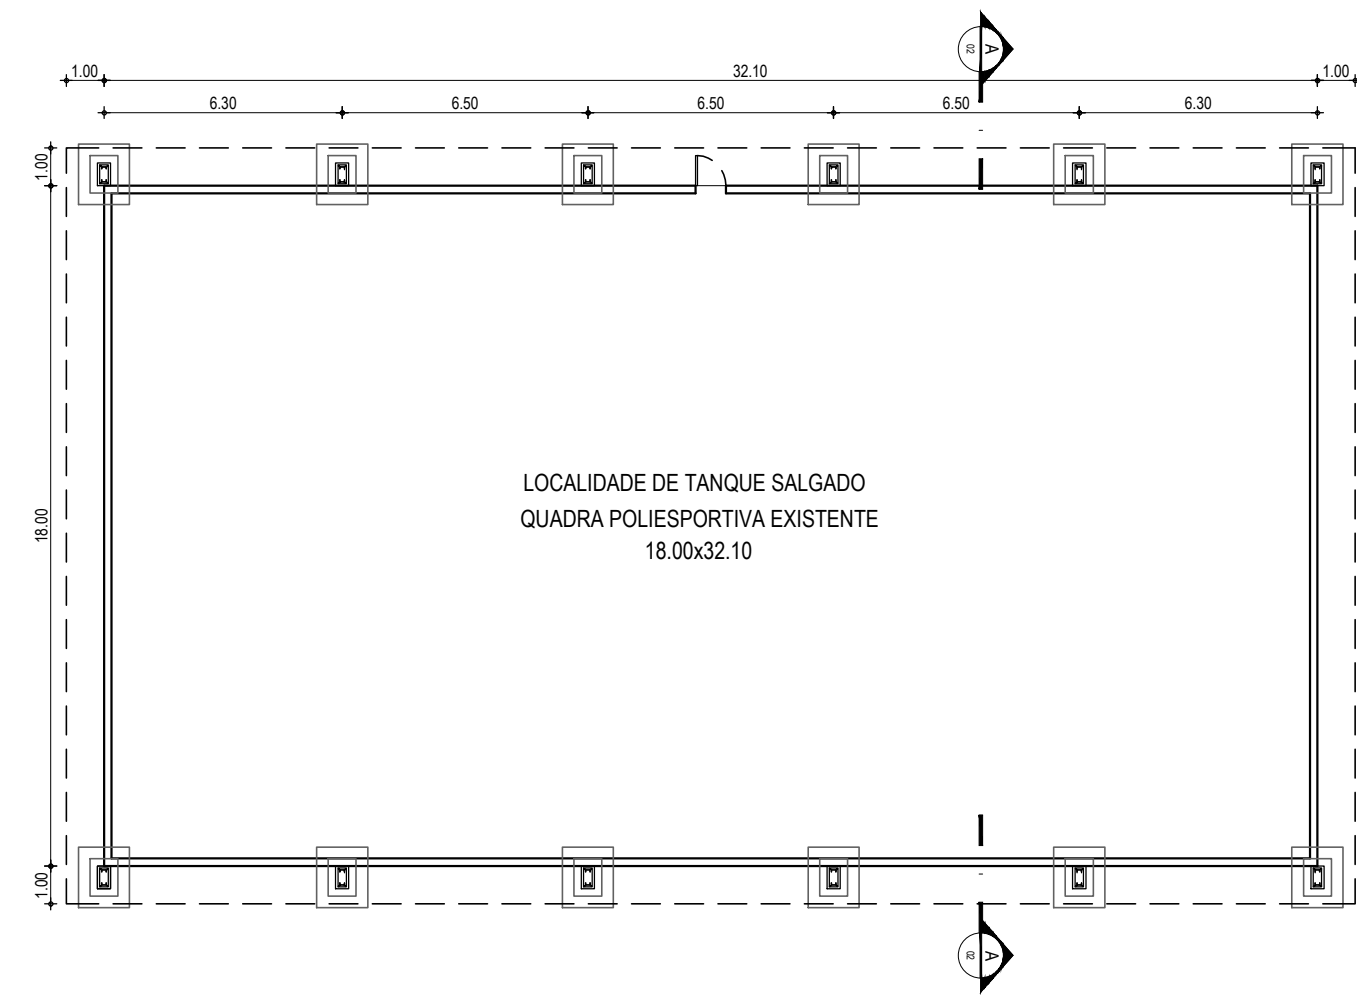 A
02
1.00
32.10
1.00
6.30
6.50
6.50
6.50
6.30
1.00
18.00
1.00
LOCALIDADE DE TANQUE SALGADO
QUADRA POLIESPORTIVA EXISTENTE
18.00x32.10
A
02